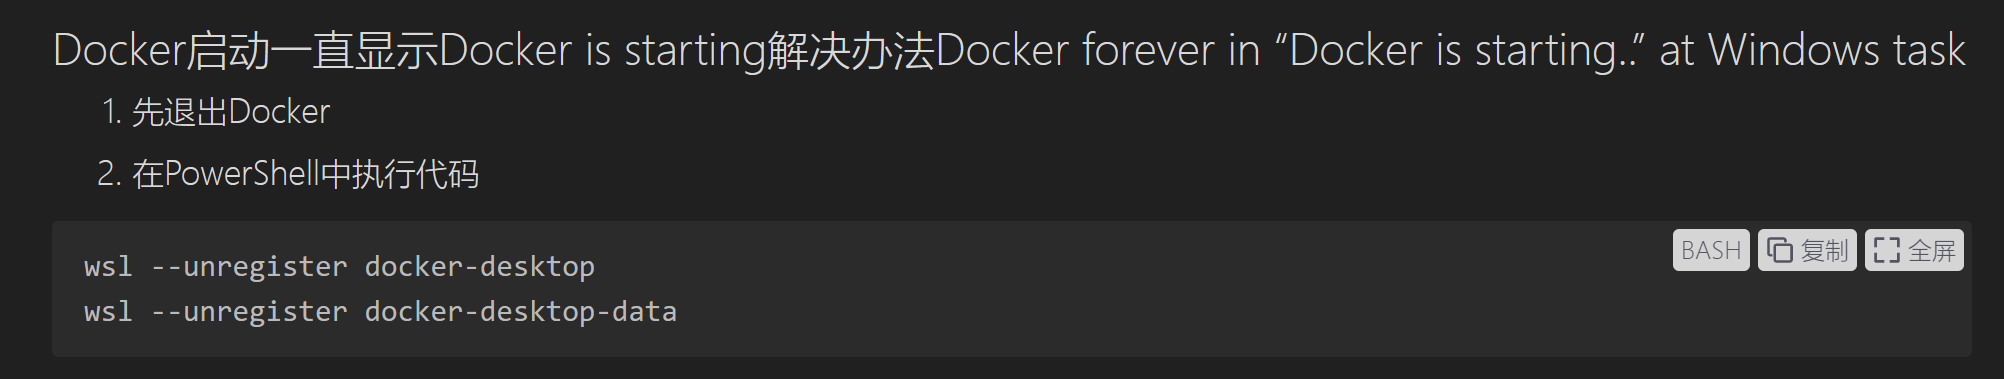 Docker启动一直显示Docker is starting解决办法Docker forever in “Docker is starting..” at Windows task
1. 先退出Docker
2. 在PowerShell中执行代码
BASH 复制 全屏
wsl --unregister docker-desktop
wsl --unregister docker-desktop-data